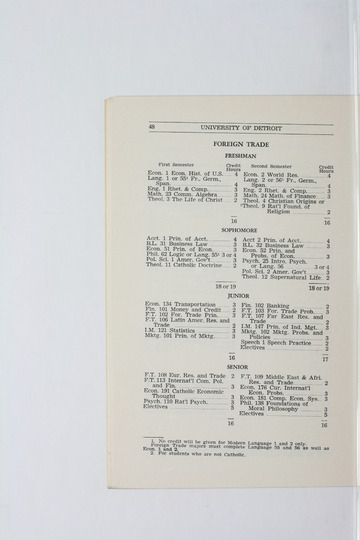 48
UNIVERSITY OF DETROIT
FOREIGN TRADE
FRESHMAN
First Semester Credit Hours
Econ. 1 Econ. Hist. of U.S. 4
Lang. 1 or 55¹ Fr., Germ.,
Span. 4
Eng. 1 Rhet. & Comp. 3
Math. 23 Comm. Algebra 3
Theol. 3 The Life of Christ 2
16
Second Semester Credit Hours
Econ. 2 World Res. 4
Lang. 2 or 56¹ Fr., Germ.,
Span. 4
Eng. 2 Rhet. & Comp. 3
Math. 24 Math. of Finance 3
Theol. 4 Christian Origins or
²Theol. 9 Rat'l Found. of
Religion 2
16
SOPHOMORE
Acct. 1 Prin. of Acct. 4
B.L. 31 Business Law 3
Econ. 51 Prin. of Econ. 3
Phil. 62 Logic or Lang. 55¹ 3 or 4
Pol. Sci. 1 Amer. Gov't 3
Theol. 11 Catholic Doctrine 2
18 or 19
Acct. 2 Prin. of Acct. 4
B.L. 32 Business Law 3
Econ. 52 Prin. and
Probs. of Econ. 3
Psych. 25 Intro. Psych.
or Lang. 56 3 or 4
Pol. Sci. 2 Amer. Gov't 3
Theol. 12 Supernatural Life 2
18 or 19
JUNIOR
Econ. 134 Transportation 3
Fin. 101 Money and Credit 2
F.T. 102 For. Trade Prin. 3
F.T. 106 Latin Amer. Res. and
Trade 2
I.M. 121 Statistics 3
Mktg. 101 Prin. of Mktg. 3
16
Fin. 102 Banking 2
F.T. 103 For. Trade Prob. 3
F.T. 107 Far East Res. and
Trade 2
I.M. 147 Prin. of Ind. Mgt. 3
Mktg. 102 Mktg. Probs. and
Policies 3
Speech 1 Speech Practice 2
Electives 2
17
SENIOR
F.T. 108 Eur. Res. and Trade 2
F.T. 113 Internat'l Com. Pol.
and Fin. 3
Econ. 191 Catholic Economic
Thought 3
Psych. 110 Rat'l Psych. 3
Electives 5
16
F.T. 109 Middle East & Afri.
Res. and Trade 2
Econ. 176 Cur. Internat'l
Econ. Probs. 3
Econ. 181 Comp. Econ. Sys. 3
Phil. 138 Foundations of
Moral Philosophy 3
Electives 5
16
1. No credit will be given for Modern Language 1 and 2 only.
Foreign Trade majors must complete Language 55 and 56 as well as
Econ. 1 and 2.
2. For students who are not Catholic.